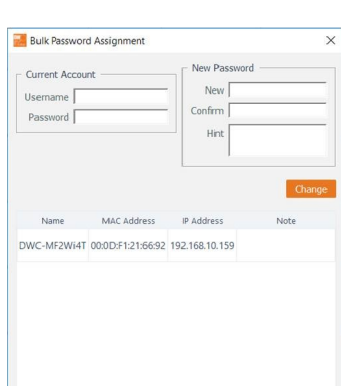 Bulk Password Assignment
Current Account
Username
Password
New Password
New
Confirm
Hint
Change
Name MAC Address IP Address Note
DWC-MF2Wi4T 00:0D:F1:21:66:92 192.168.10.159